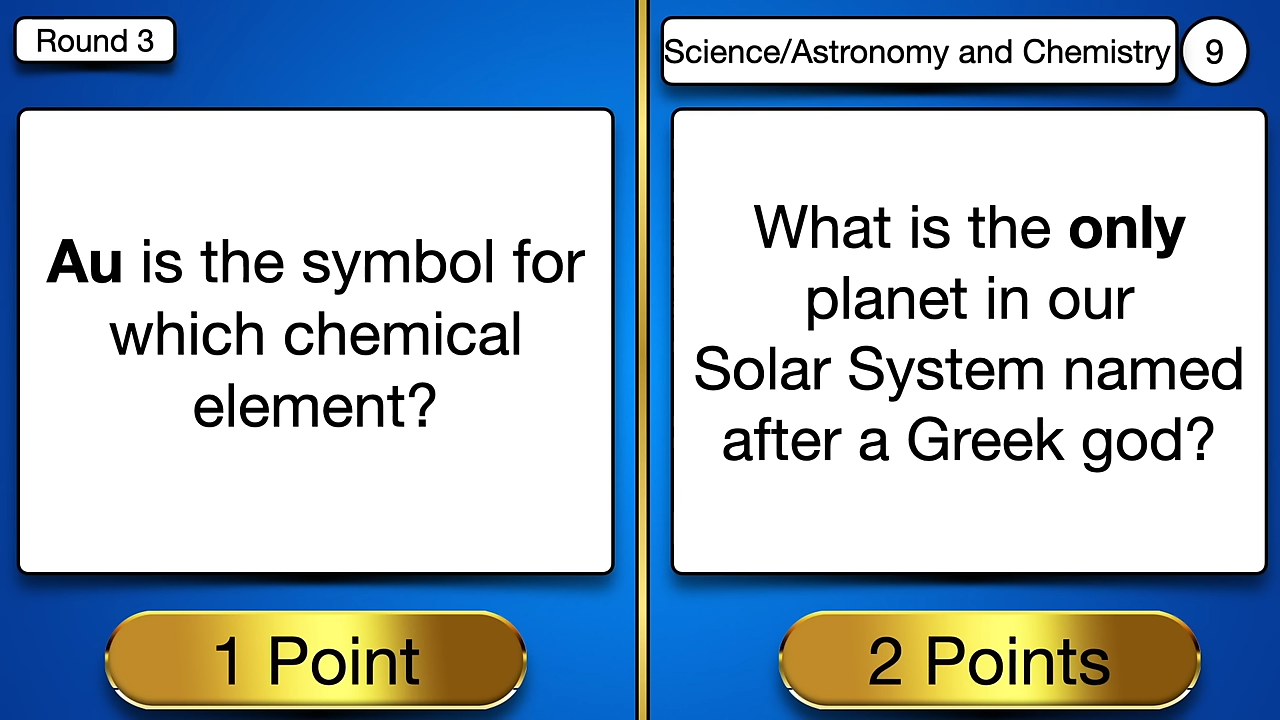 Round 3
Science/Astronomy and Chemistry
9
Au is the symbol for
which chemical
element?
What is the only
planet in our
Solar System named
after a Greek god?
1 Point
2 Points